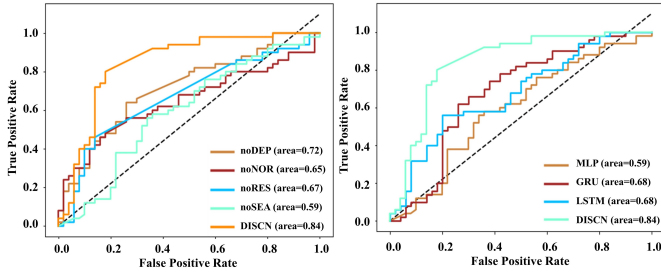 True Positive Rate
1.0
0.8
0.6
0.4
0.2
0.0
noDEP (area=0.72)
noNOR (area=0.65)
noRES (area=0.67)
noSEA (area=0.59)
DISCN (area=0.84)
0.0 0.2 0.4 0.6 0.8 1.0
False Positive Rate
True Positive Rate
1.0
0.8
0.6
0.4
0.2
0.0
MLP (area=0.59)
GRU (area=0.68)
LSTM (area=0.68)
DISCN (area=0.84)
0.0 0.2 0.4 0.6 0.8 1.0
False Positive Rate